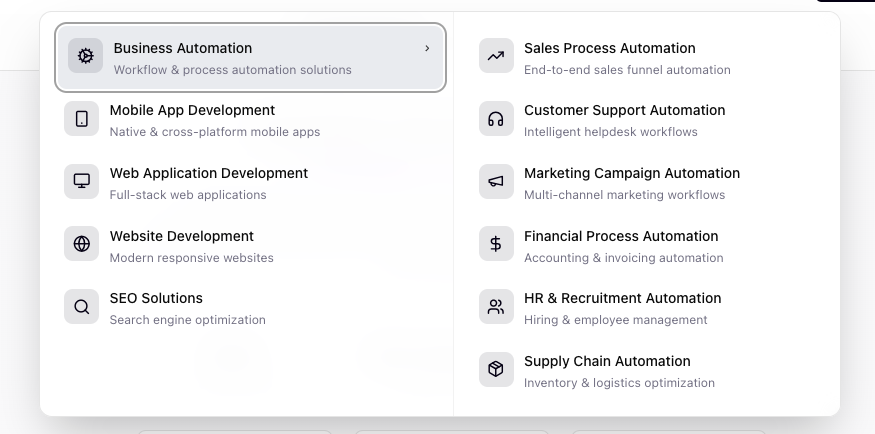 Business Automation
Workflow & process automation solutions
Mobile App Development
Native & cross-platform mobile apps
Web Application Development
Full-stack web applications
Website Development
Modern responsive websites
SEO Solutions
Search engine optimization
Sales Process Automation
End-to-end sales funnel automation
Customer Support Automation
Intelligent helpdesk workflows
Marketing Campaign Automation
Multi-channel marketing workflows
Financial Process Automation
Accounting & invoicing automation
HR & Recruitment Automation
Hiring & employee management
Supply Chain Automation
Inventory & logistics optimization